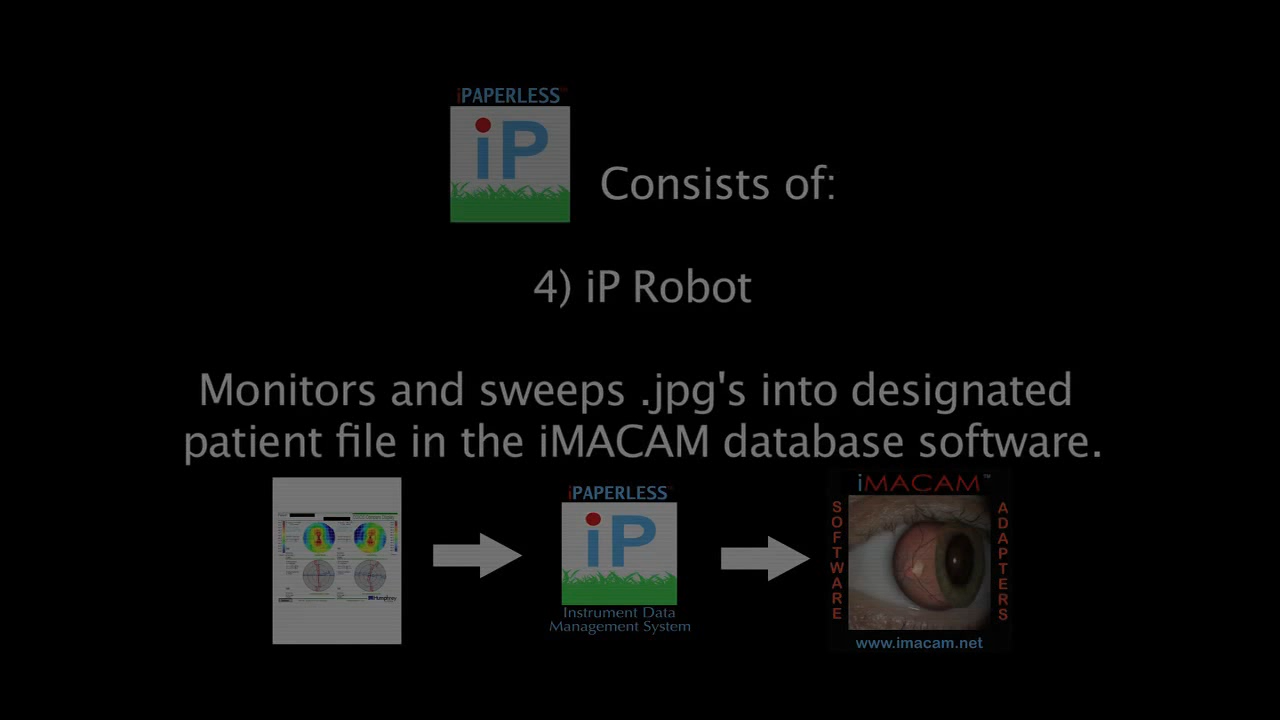 iPAPERLESS™
iP
Consists of:
4) iP Robot
Monitors and sweeps .jpg's into designated
patient file in the iMACAM database software.
Humphrey
iPAPERLESS™
iP
Instrument Data
Management System
iMACAM™
SOFTWARE
ADAPTERS
www.imacam.net